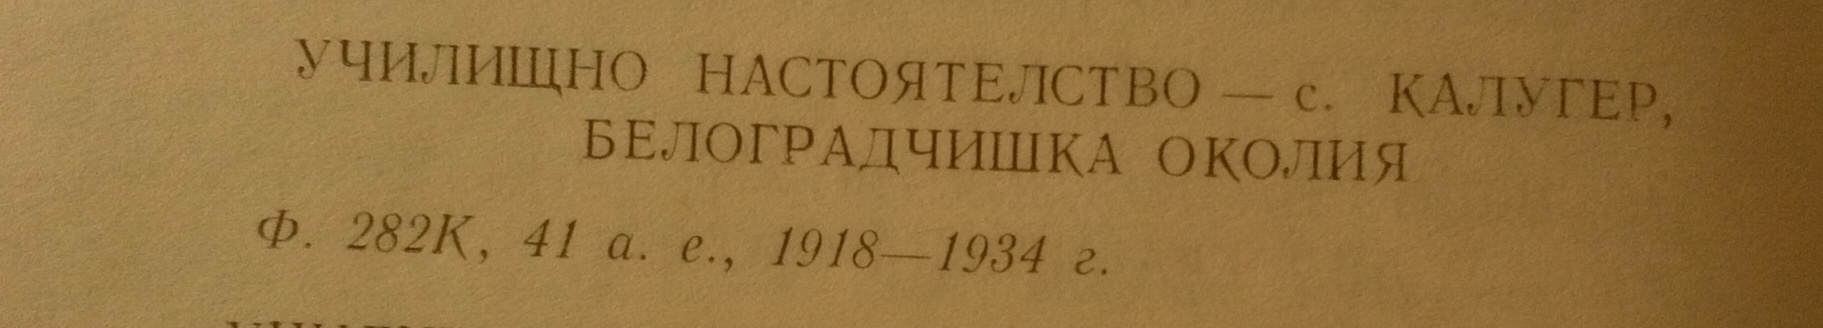 УЧИЛИЩНО НАСТОЯТЕЛСТВО — с. КАЛУГЕР,
БЕЛОГРАДЧИШКА ОКОЛИЯ
Ф. 282К, 41 а. е., 1918—1934 г.